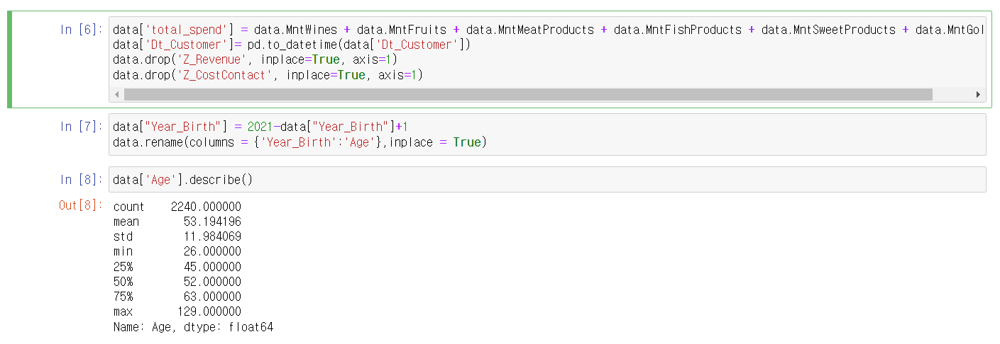 In [6]: data['total_spend'] = data.MntWines + data.MntFruits + data.MntMeatProducts + data.MntFishProducts + data.MntSweetProducts + data.MntGol
data['Dt_Customer']= pd.to_datetime(data['Dt_Customer'])
data.drop('Z_Revenue', inplace=True, axis=1)
data.drop('Z_CostContact', inplace=True, axis=1)
In [7]: data["Year_Birth"] = 2021-data["Year_Birth"]+1
data.rename(columns = {'Year_Birth':'Age'},inplace = True)
In [8]: data['Age'].describe()
Out[8]: count 2240.000000
mean 53.194196
std 11.984069
min 26.000000
25% 45.000000
50% 52.000000
75% 63.000000
max 129.000000
Name: Age, dtype: float64